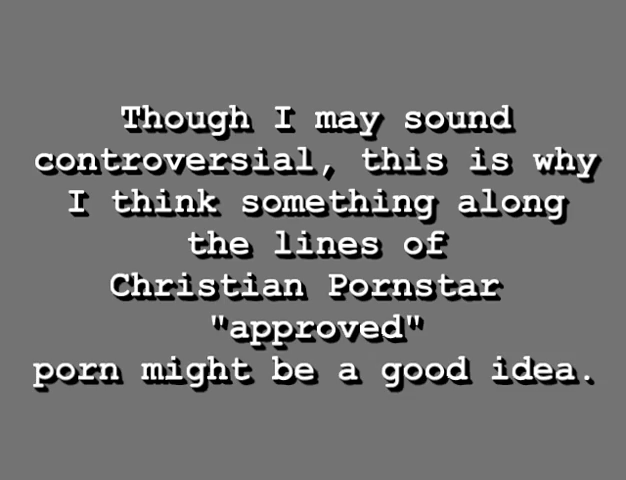 Though I may sound
controversial, this is why
I think something along
the lines of
Christian Pornstar
"approved"
porn might be a good idea.